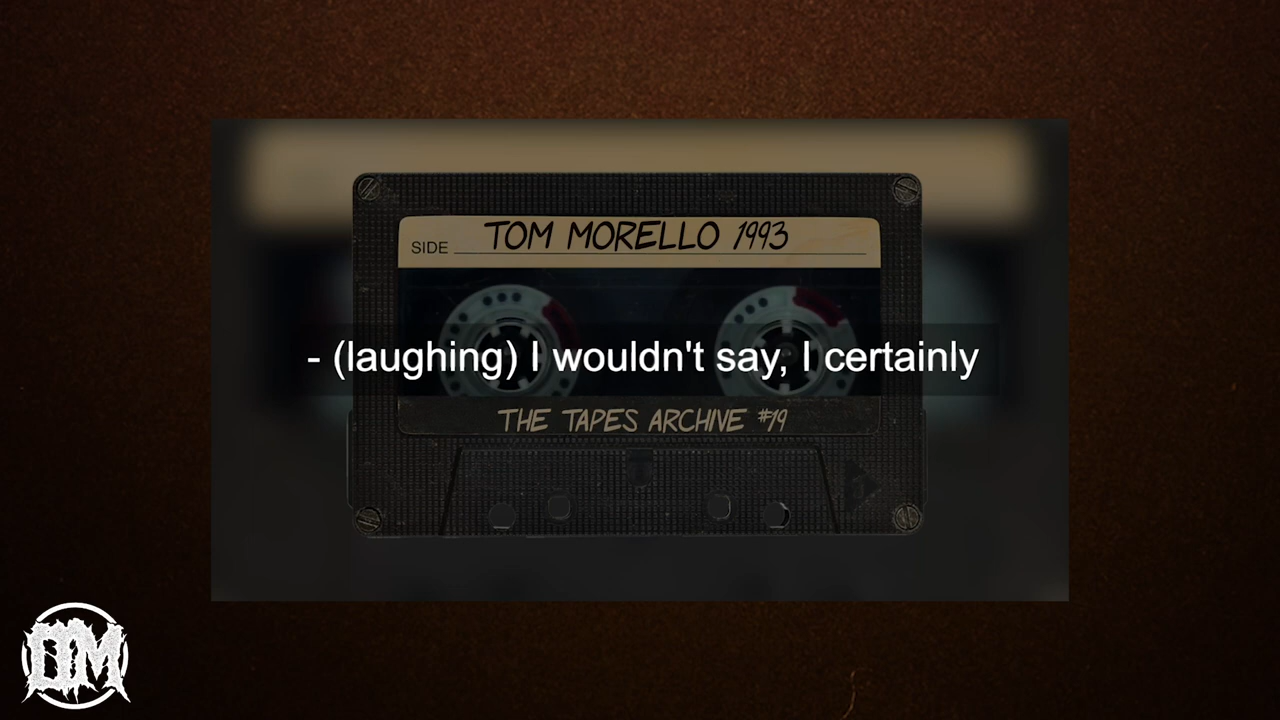 SIDE TOM MORELLO 1993
- (laughing) I wouldn't say, I certainly
THE TAPES ARCHIVE #19